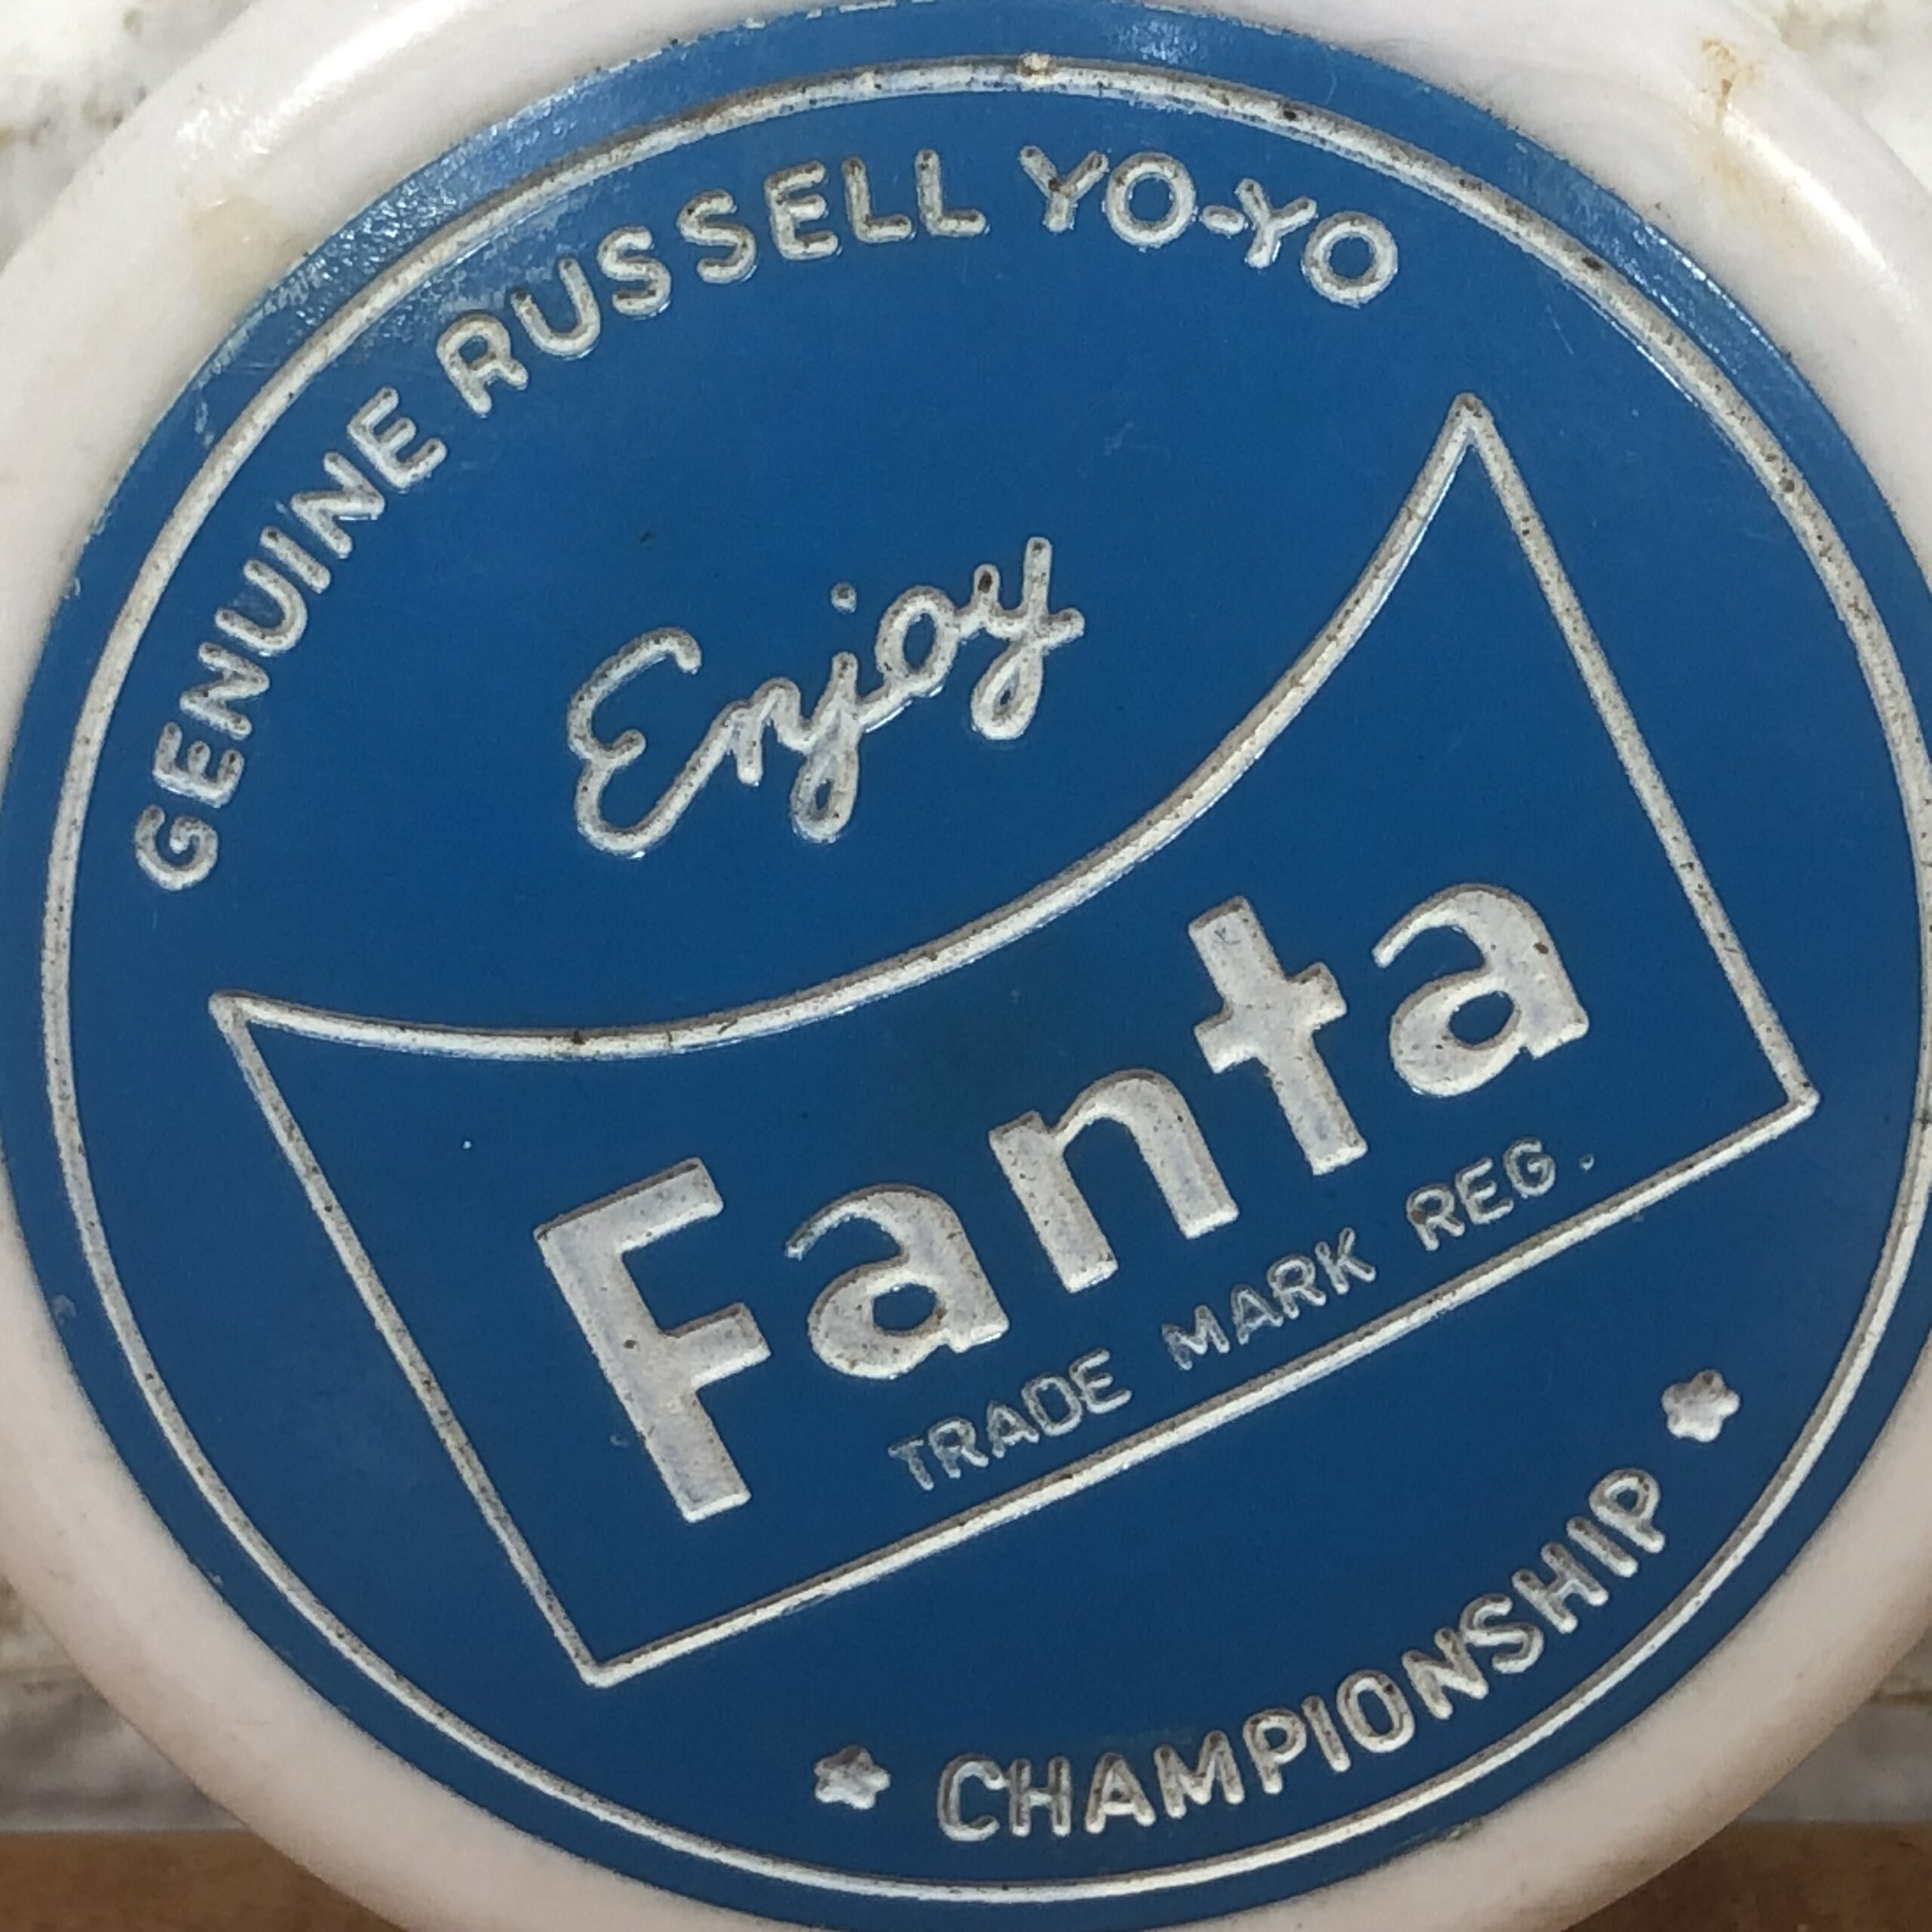 GENUINE RUSSELL YO-YO
Enjoy
Fanta
TRADE MARK REG.
CHAMPIONSHIP